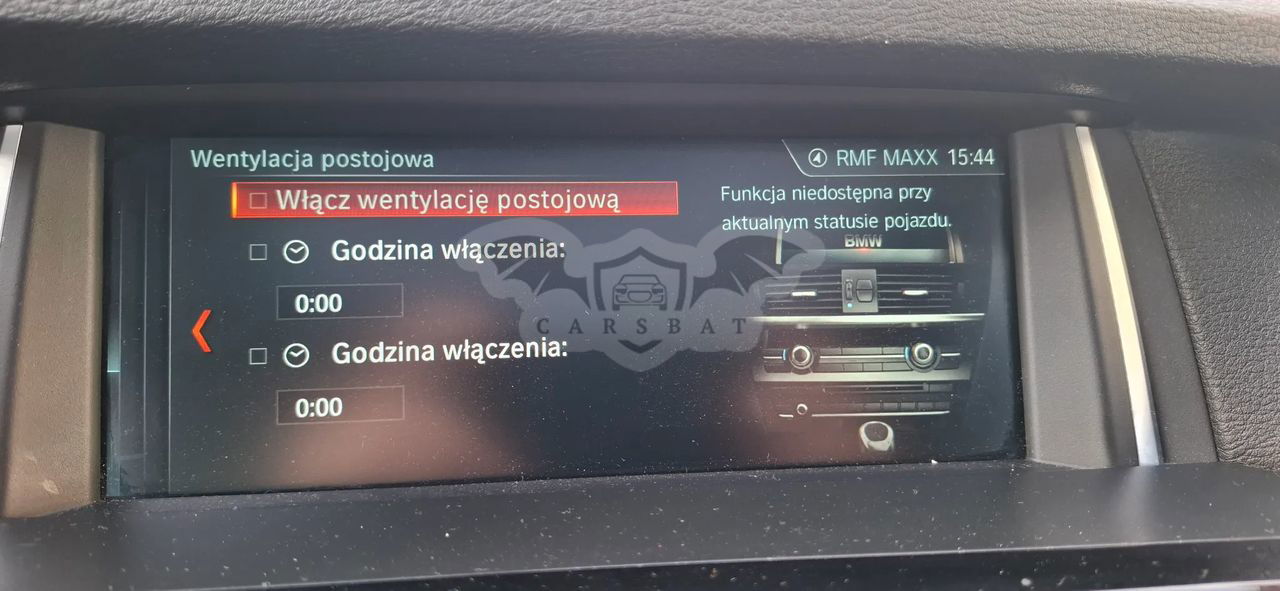 Wentylacja postojowa
RMF MAXX 15:44
Włącz wentylację postojową
Funkcja niedostępna przy
aktualnym statusie pojazdu.
BMW
Godzina włączenia:
0:00
CARSBAT
Godzina włączenia:
0:00